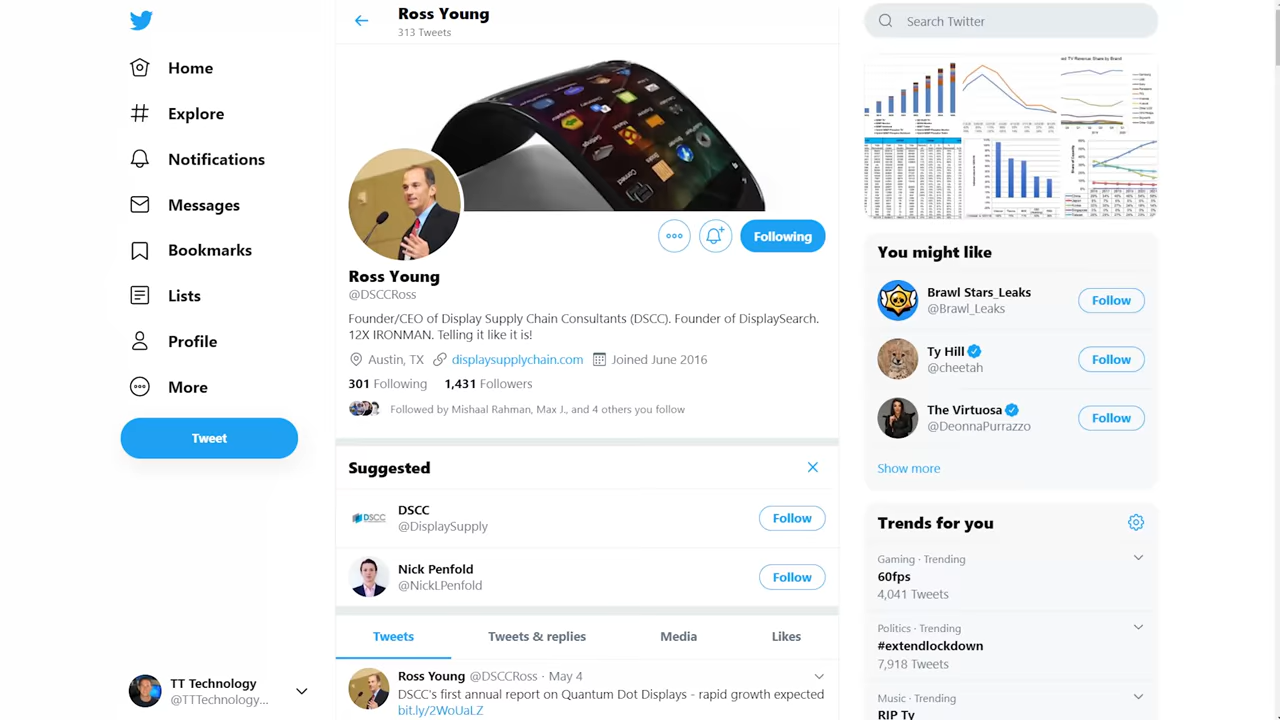 Home
Explore
Notifications
Messages
Bookmarks
Lists
Profile
More
Tweet
TT Technology
@TTTechnology...
Ross Young
313 Tweets
Following
Ross Young
@DSCCRoss
Founder/CEO of Display Supply Chain Consultants (DSCC). Founder of DisplaySearch.
12X IRONMAN. Telling it like it is!
Austin, TX displaysupplychain.com Joined June 2016
301 Following 1,431 Followers
Followed by Mishaal Rahman, Max J., and 4 others you follow
Suggested
DSCC
@DisplaySupply
Follow
Nick Penfold
@NickLPenfold
Follow
Tweets Tweets & replies Media Likes
Ross Young @DSCCRoss · May 4
DSCC's first annual report on Quantum Dot Displays - rapid growth expected
bit.ly/2WoUaLZ
Search Twitter
TV Revenue Share by Brand
You might like
Brawl Stars_Leaks
@Brawl_Leaks
Follow
Ty Hill
@cheetah
Follow
The Virtuosa
@DeonnaPurrazzo
Follow
Show more
Trends for you
Gaming · Trending
60fps
4,041 Tweets
Politics · Trending
#extendlockdown
7,918 Tweets
Music · Trending
RIP Ty